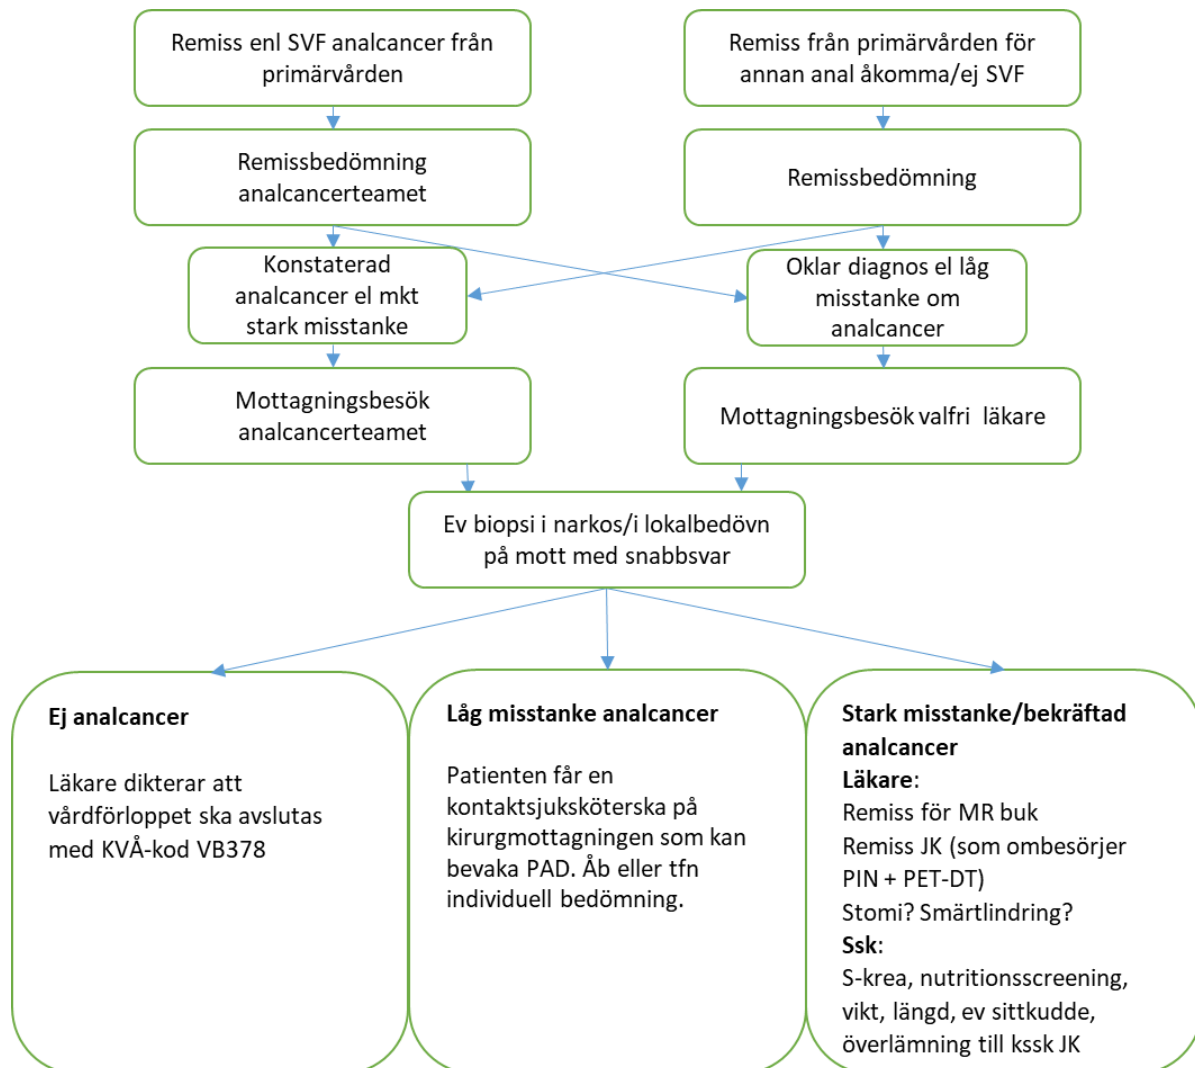 Remiss enl SVF analcancer från
primärvården
Remiss från primärvården för
annan anal åkomma/ej SVF
Remissbedömning
analcancerteamet
Remissbedömning
Konstaterad
analcancer el mkt
stark misstanke
Oklar diagnos el låg
misstanke om
analcancer
Mottagningsbesök
analcancerteamet
Mottagningsbesök valfri läkare
Ev biopsi i narkos/i lokalbedövn
på mott med snabbsvar
Ej analcancer
Läkare dikterar att
vårdförloppet ska avslutas
med KVÅ-kod VB378
Låg misstanke analcancer
Patienten får en
kontaktsjuksköterska på
kirurgmottagningen som kan
bevaka PAD. Åb eller tfn
individuell bedömning.
Stark misstanke/bekräftad
analcancer
Läkare:
Remiss för MR buk
Remiss JK (som ombesörjer
PIN + PET-DT)
Stomi? Smärtlindring?
Ssk:
S-krea, nutritionsscreening,
vikt, längd, ev sittkudde,
överlämning till kssk JK